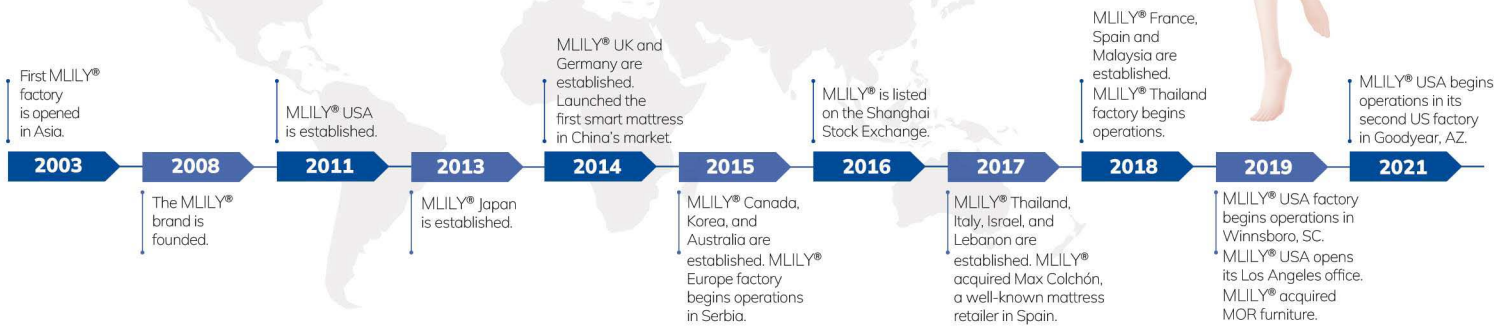 First MLILY®
factory
is opened
in Asia.
2003
2008
The MLILY®
brand is
founded.
MLILY® USA
is established.
2011
2013
MLILY® Japan
is established.
MLILY® UK and
Germany are
established.
Launched the
first smart mattress
in China's market.
2014
2015
MLILY® Canada,
Korea, and
Australia are
established. MLILY®
Europe factory
begins operations
in Serbia.
MLILY® is listed
on the Shanghai
Stock Exchange.
2016
2017
MLILY® Thailand,
Italy, Israel, and
Lebanon are
established. MLILY®
acquired Max Colchón,
a well-known mattress
retailer in Spain.
MLILY® France,
Spain and
Malaysia are
established.
MLILY® Thailand
factory begins
operations.
2018
2019
MLILY® USA factory
begins operations in
Winnsboro, SC.
MLILY® USA opens
its Los Angeles office.
MLILY® acquired
MOR furniture.
MLILY® USA begins
operations in its
second US factory
in Goodyear, AZ.
2021